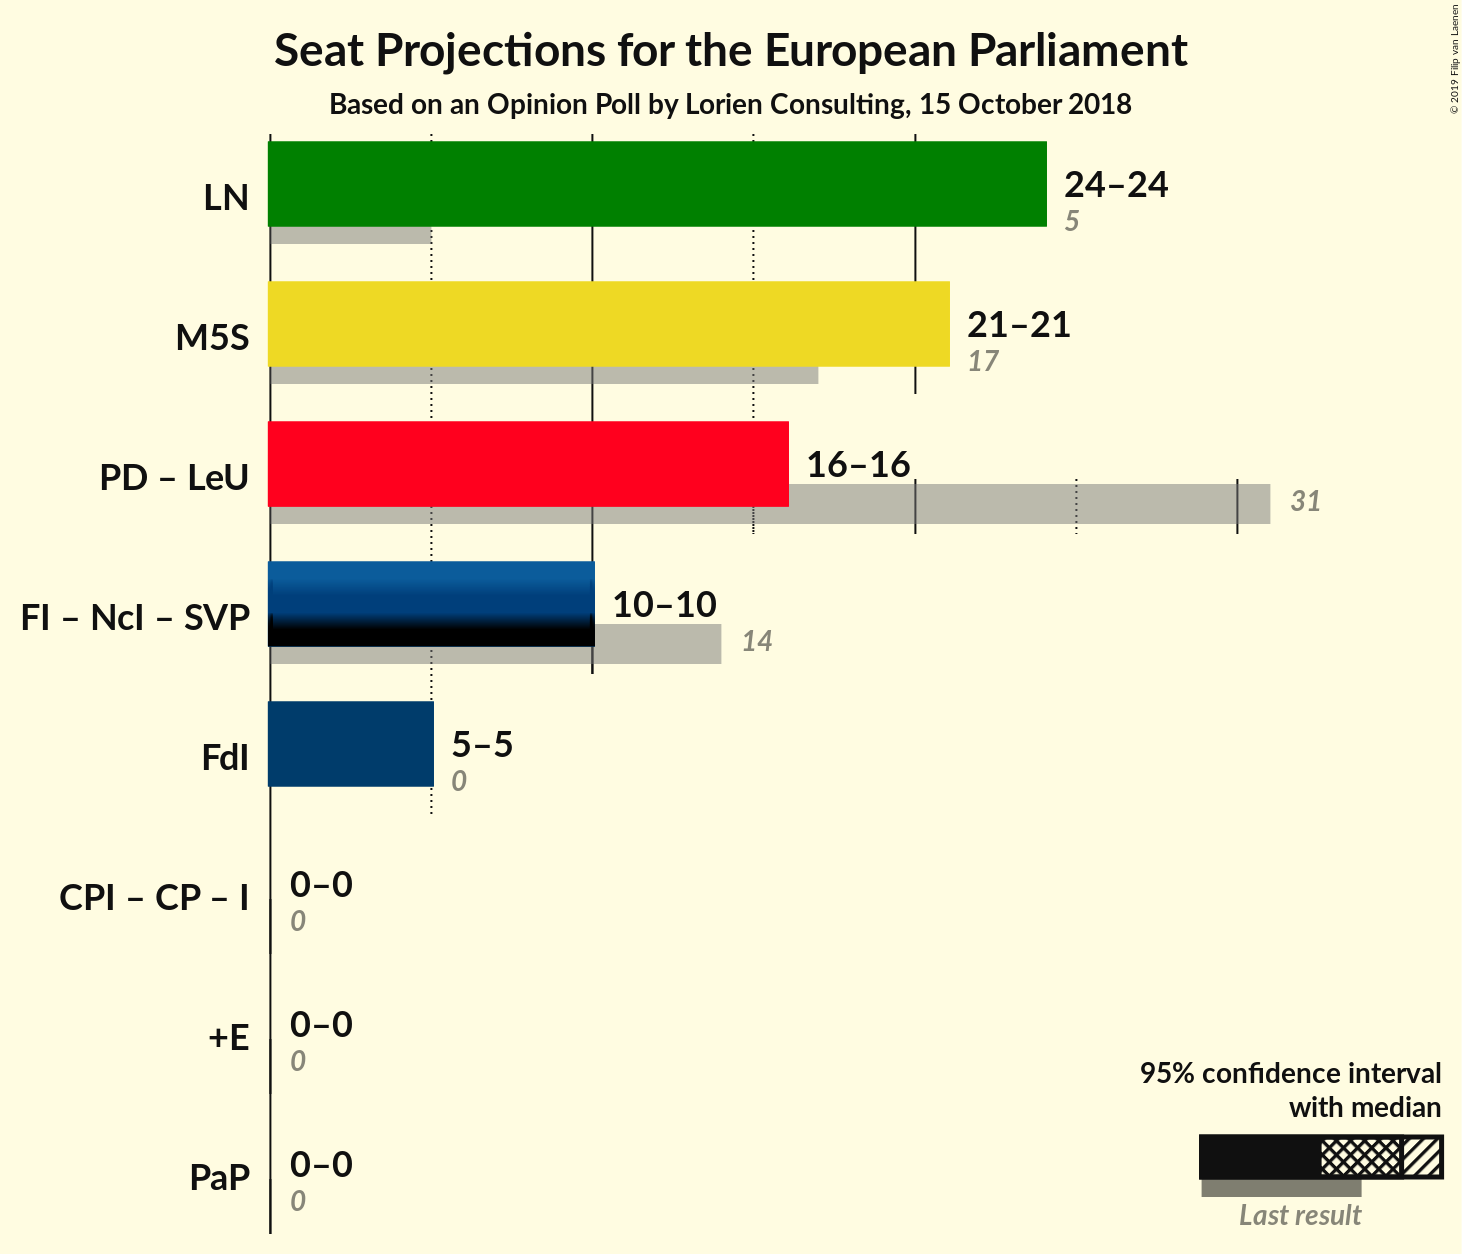 Seat Projections for the European Parliament
Based on an Opinion Poll by Lorien Consulting, 15 October 2018
© 2019 Filip van Laenen
LN
24–24
5
M5S
21–21
17
PD – LeU
16–16
31
FI – NcI – SVP
10–10
14
FdI
5–5
0
CPI – CP – I
0–0
0
+E
0–0
0
PaP
0–0
0
95% confidence interval
with median
Last result